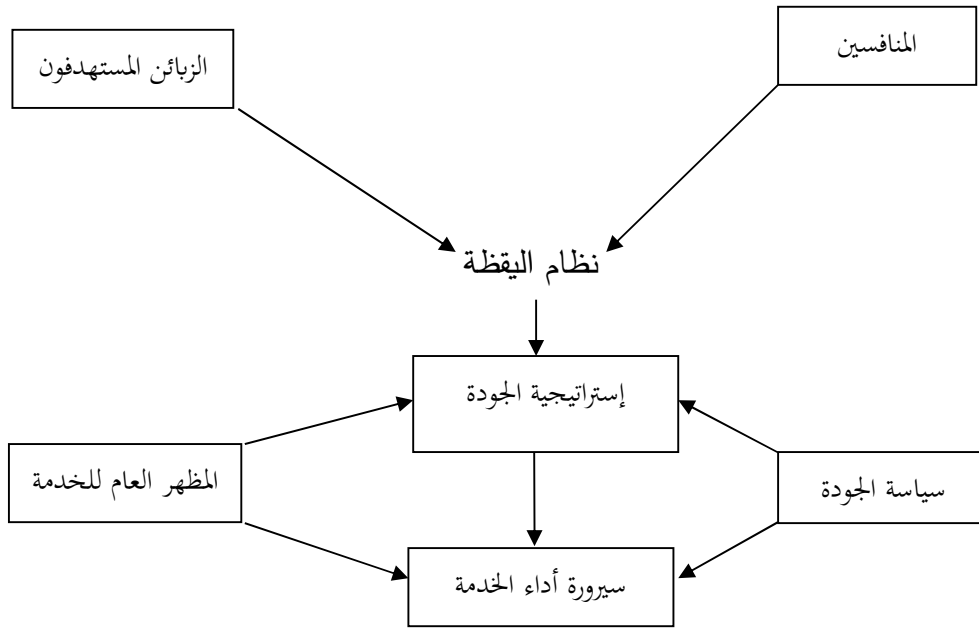 المنافسين
الزبائن المستهدفون
نظام اليقظة
إستراتيجية الجودة
سياسة الجودة
المظهر العام للخدمة
سيرورة أداء الخدمة